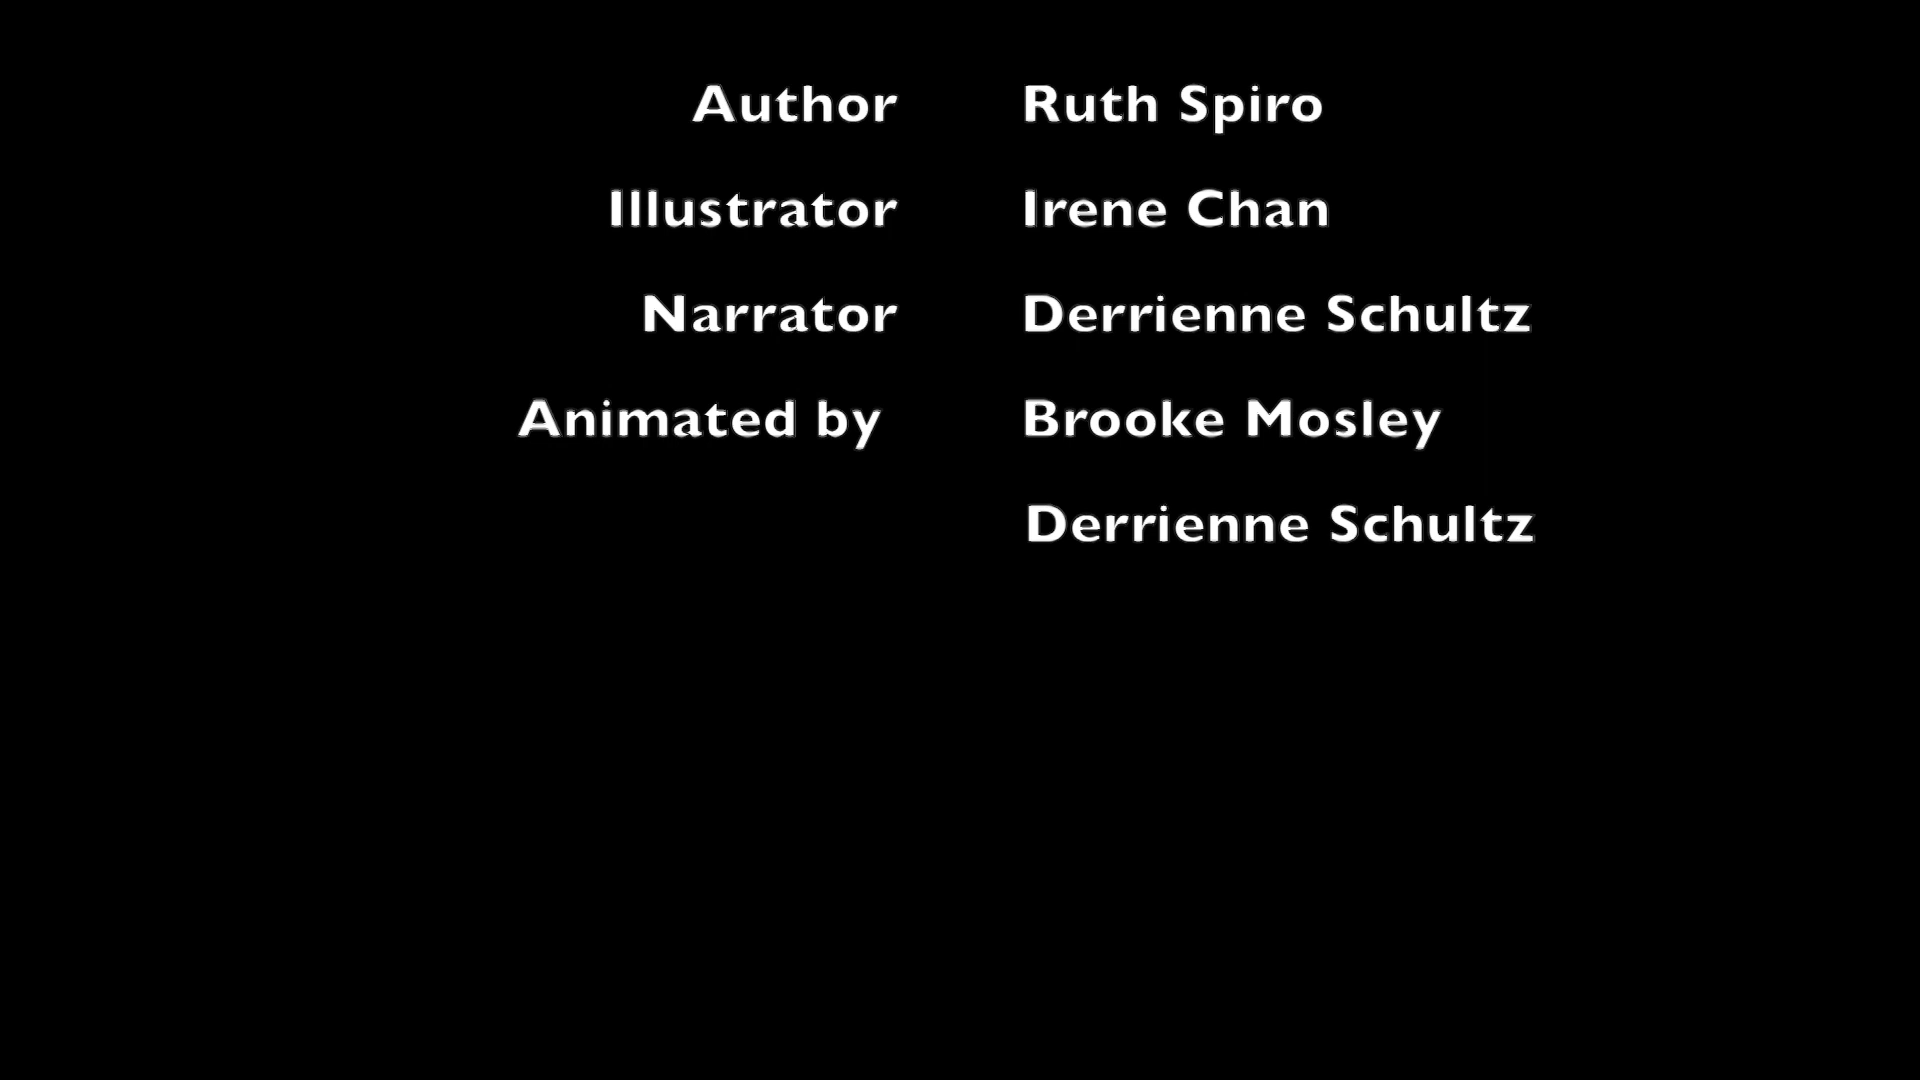 Author Ruth Spiro
Illustrator Irene Chan
Narrator Derrienne Schultz
Animated by Brooke Mosley
Derrienne Schultz